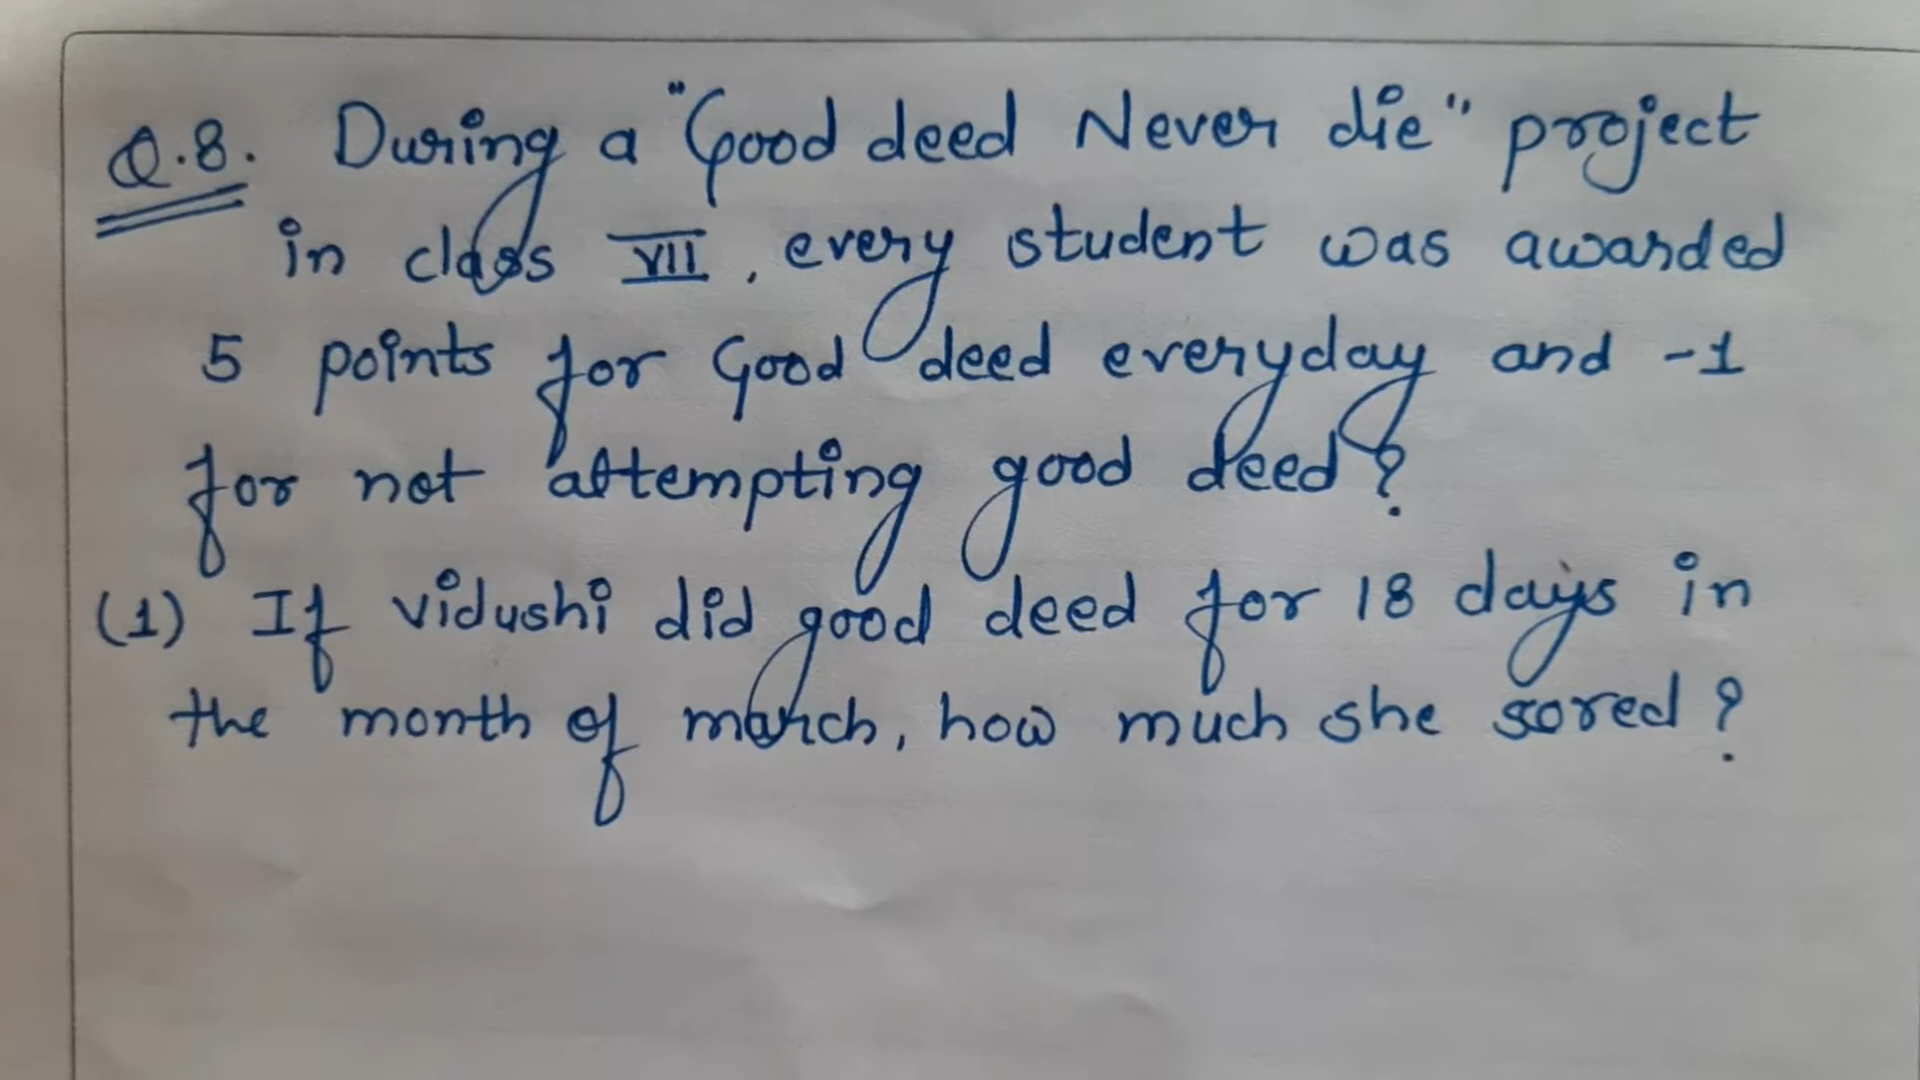 Q.8. During a "Good deed Never die" project
in class VII, every student was awarded
5 points for Good deed everyday and -1
for not attempting good deed?
(1) If vidushi did good deed for 18 days in
the month of march, how much she sored?